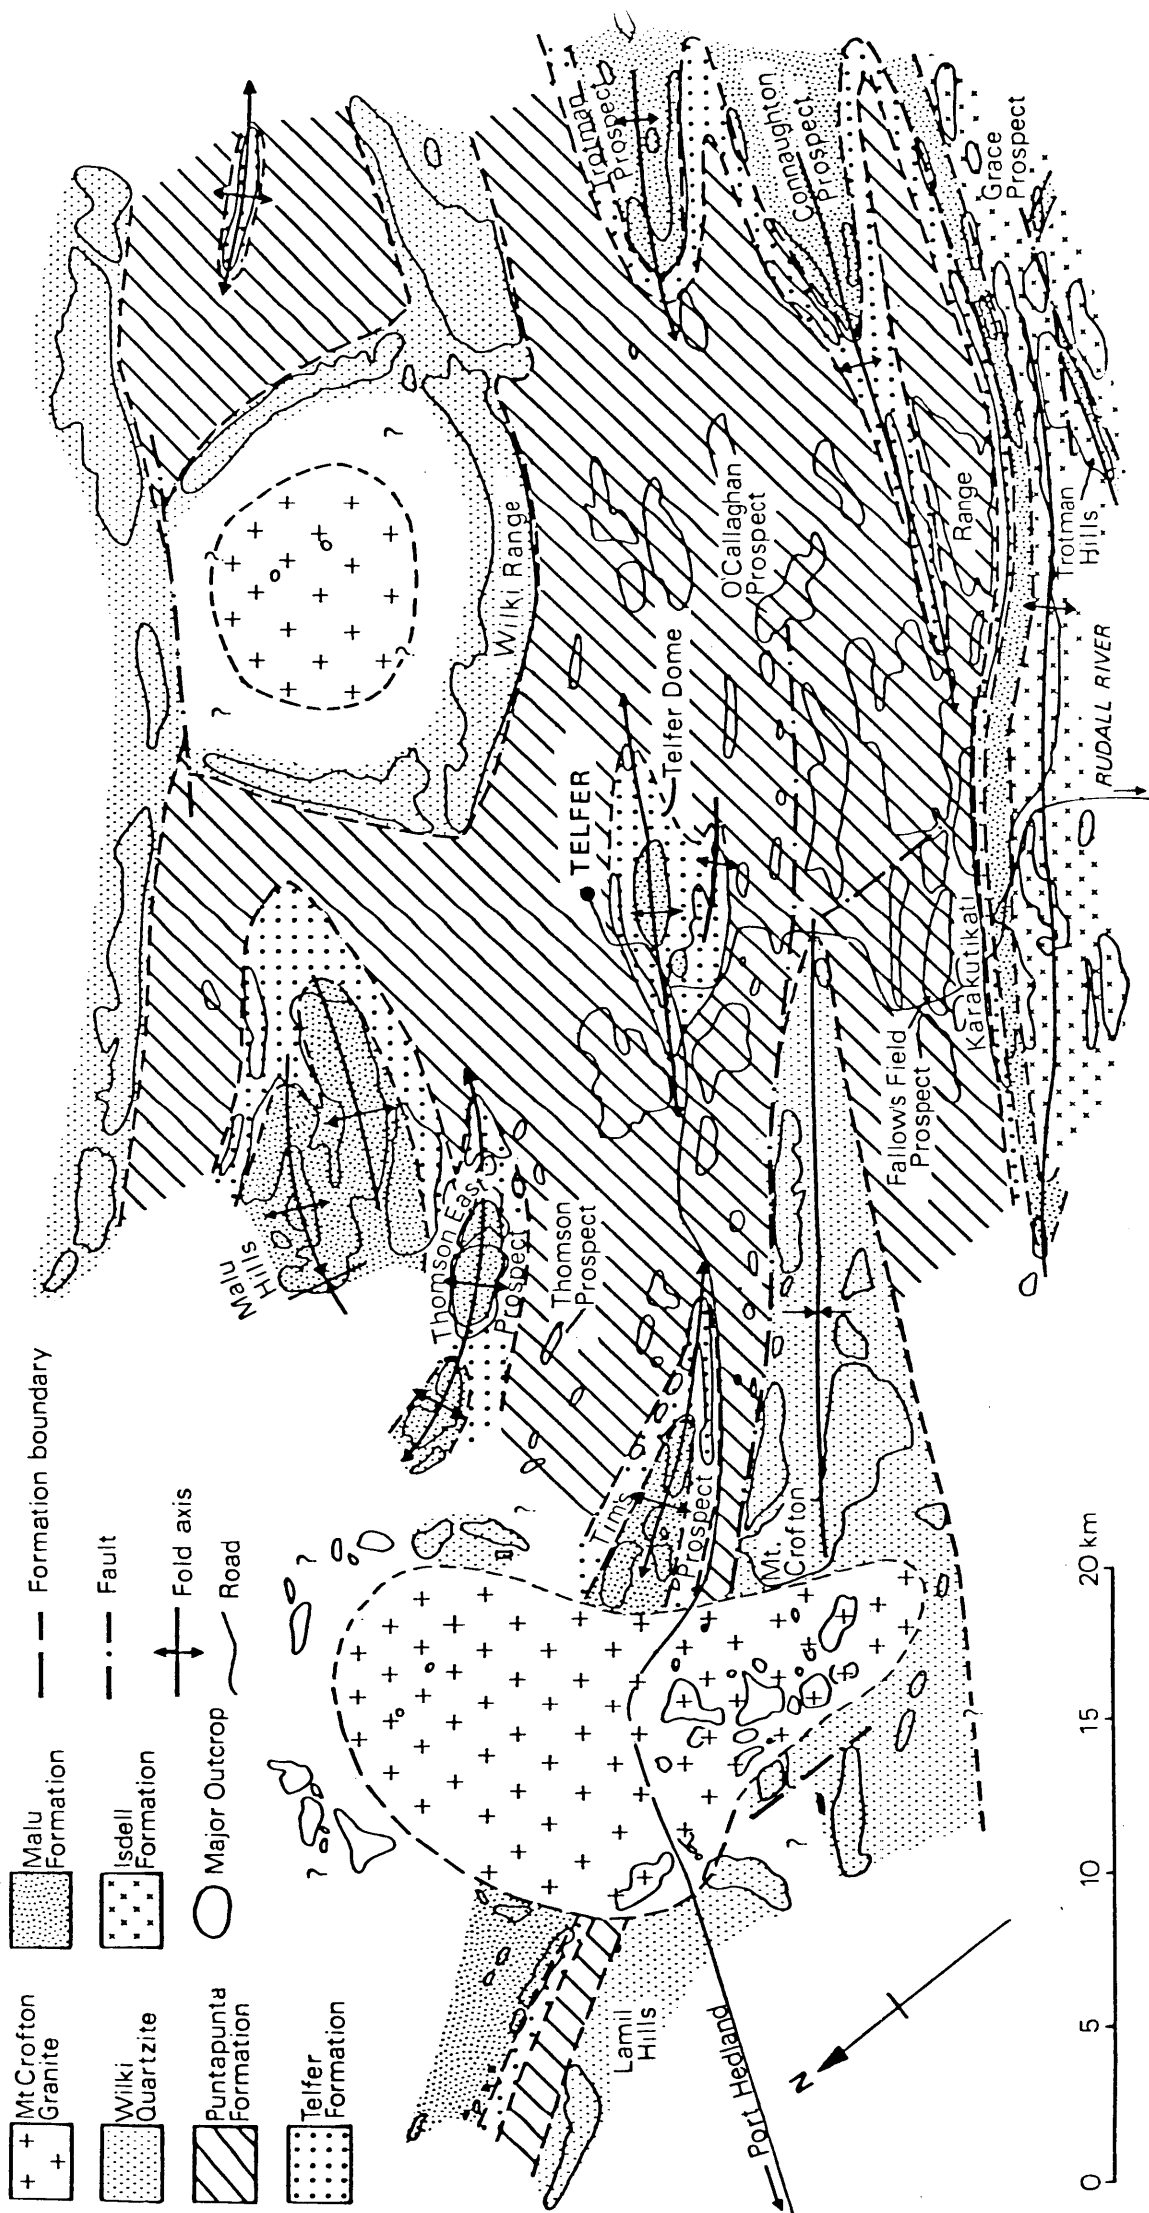 Mt Crofton
Granite
Wilki
Quartzite
Puntapunta
Formation
Telfer
Formation
Malu
Formation
Isdell
Formation
Major Outcrop
Formation boundary
Fault
Fold axis
Road
Malu
Hills
Thomson East
Prospect
Thomson
Prospect
Tim's
Prospect
Mt.
Crofton
Lamil
Hills
Port Hedland
N
0 5 10 15 20 km
Wilki Range
TELFER
Telfer Dome
O'Callaghan
Prospect
Trotman
Prospect
Connaughton
Prospect
Grace
Prospect
Fallow's Field
Prospect
Karakutikati
Range
Trotman
Hills
RUDALL RIVER
?
?
?
?
?
?
?
?
?
?